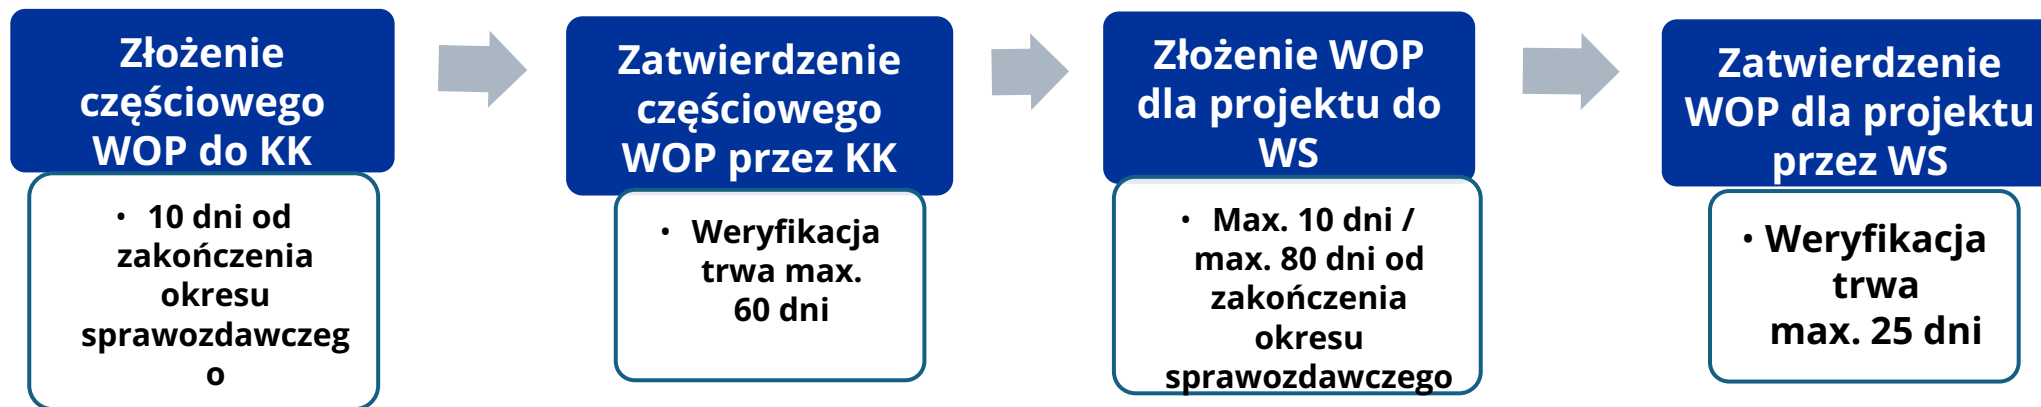 Złożenie
częściowego
WOP do KK
• 10 dni od
zakończenia
okresu
sprawozdawczeg
o
Zatwierdzenie
częściowego
WOP przez KK
• Weryfikacja
trwa max.
60 dni
Złożenie WOP
dla projektu do
WS
• Max. 10 dni /
max. 80 dni od
zakończenia
okresu
sprawozdawczego
Zatwierdzenie
WOP dla projektu
przez WS
• Weryfikacja
trwa
max. 25 dni